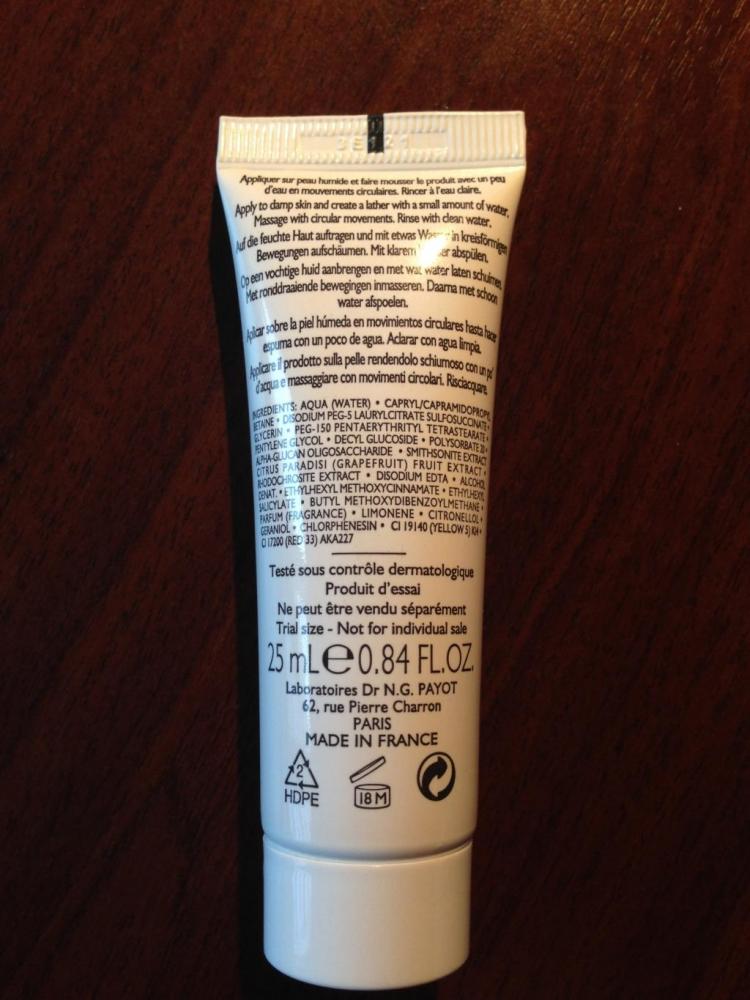 3E121
Appliquer sur peau humide et faire mousser le produit avec un peu
d'eau en mouvements circulaires. Rincer à l'eau claire.
Apply to damp skin and create a lather with a small amount of water.
Massage with circular movements. Rinse with clean water.
Auf die feuchte Haut auftragen und mit etwas in kreisförmigen
Bewegungen aufschäumen. Mit klarem abspülen.
Op een vochtige huid aanbrengen en met wat water laten schuimen.
Met ronddraaiende bewegingen inmasseren. Daarna met schoon
water afspoelen.
Aplicar sobre la piel húmeda en movimientos circulares hasta hacer
espuma con un poco de agua. Aclarar con agua limpia.
Applicare il prodotto sulla pelle rendendolo schiumoso con un po'
d'acqua e massaggiare con movimenti circolari. Risciacquare.
INGREDIENTS: AQUA (WATER) • CAPRYL/CAPRAMIDOPROPYL
BETAINE • DISODIUM PEG-5 LAURYLCITRATE SULFOSUCCINATE •
GLYCERIN • PEG-150 PENTAERYTHRITYL TETRASTEARATE •
PENTYLENE GLYCOL • DECYL GLUCOSIDE • POLYSORBATE 20 •
ALPHA-GLUCAN OLIGOSACCHARIDE • SMITHSONITE EXTRACT •
CITRUS PARADISI (GRAPEFRUIT) FRUIT EXTRACT •
RHODOCHROSITE EXTRACT • DISODIUM EDTA • ALCOHOL
DENAT. • ETHYLHEXYL METHOXYCINNAMATE • ETHYLHEXYL
SALICYLATE • BUTYL METHOXYDIBENZOYLMETHANE •
PARFUM (FRAGRANCE) • LIMONENE • CITRONELLOL •
GERANIOL • CHLORPHENESIN • CI 19140 (YELLOW 5)
CI 17200 (RED 33) AKA227
Testé sous contrôle dermatologique
Produit d'essai
Ne peut être vendu séparément
Trial size - Not for individual sale
25 mL e 0.84 FL.OZ.
Laboratoires Dr N.G. PAYOT
62, rue Pierre Charron
PARIS
MADE IN FRANCE
2
HDPE
18 M